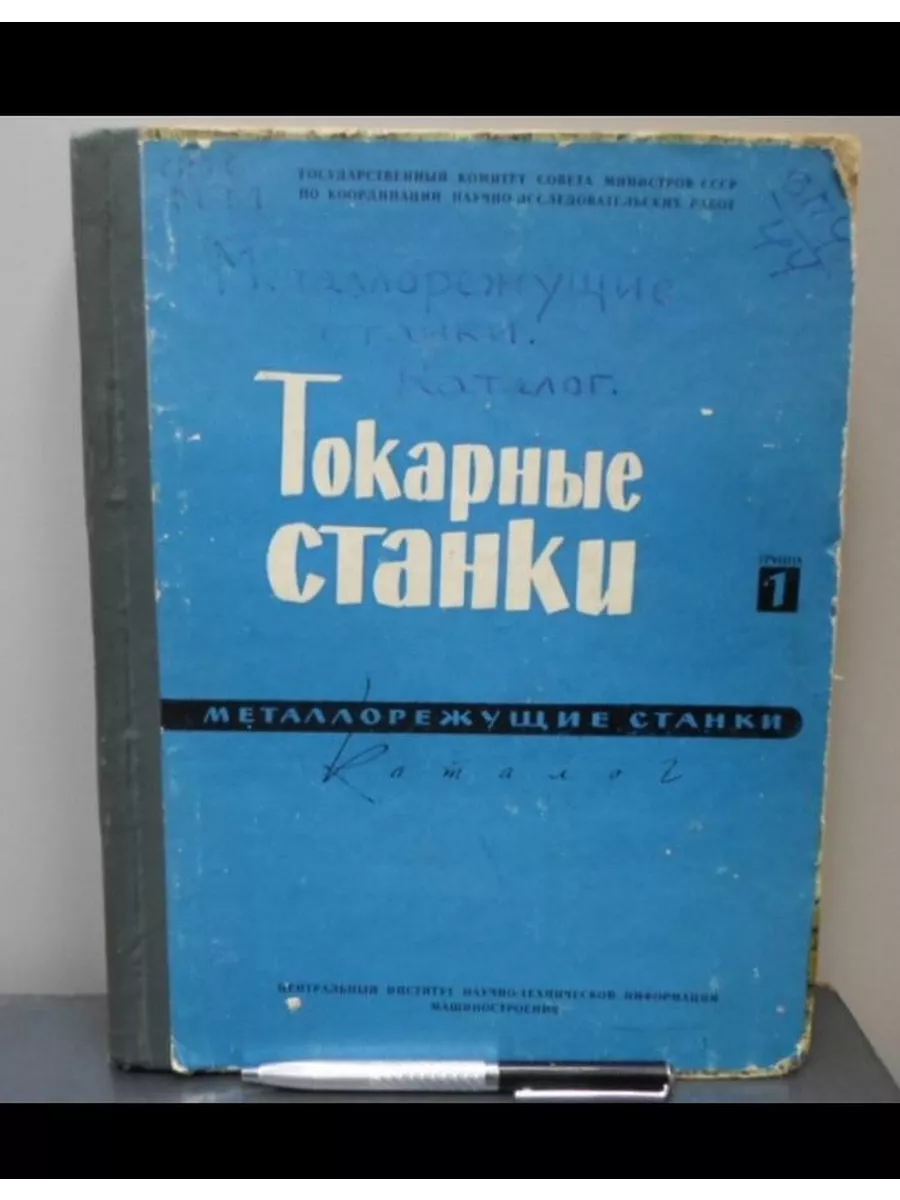 ГОСУДАРСТВЕННЫЙ КОМИТЕТ СОВЕТА МИНИСТРОВ СССР
ПО КООРДИНАЦИИ НАУЧНО-ИССЛЕДОВАТЕЛЬСКИХ РАБОТ
Металлорежущие
станки.
Каталог.
Токарные
станки
ГРУППА
1
МЕТАЛЛОРЕЖУЩИЕ СТАНКИ
Каталог
ЦЕНТРАЛЬНЫЙ ИНСТИТУТ НАУЧНО-ТЕХНИЧЕСКОЙ ИНФОРМАЦИИ
МАШИНОСТРОЕНИЯ